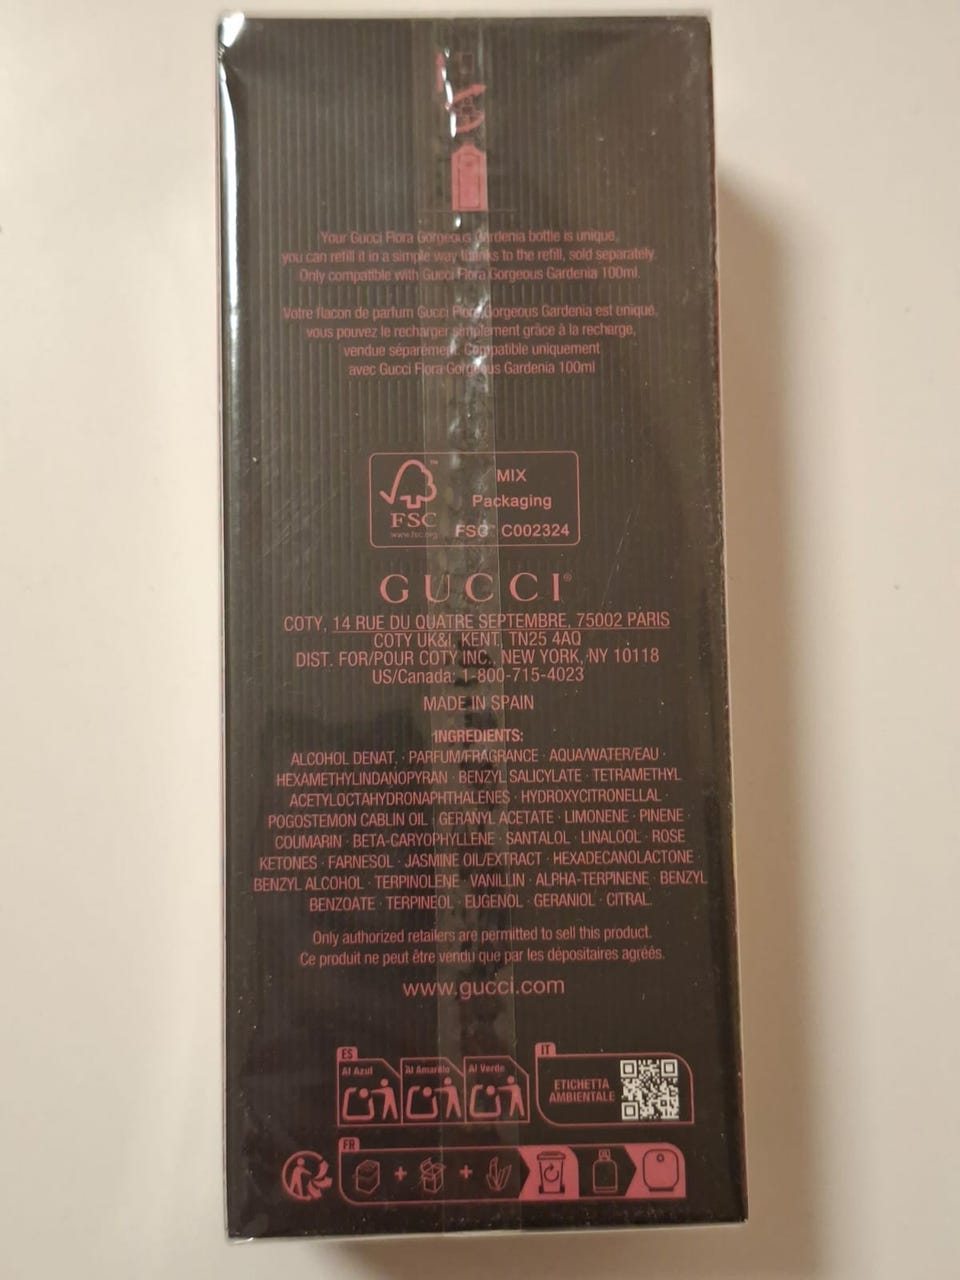 Your Gucci Flora Gorgeous Gardenia bottle is unique,
you can refill it in a simple way thanks to the refill, sold separately.
Only compatible with Gucci Flora Gorgeous Gardenia 100ml.
Votre flacon de parfum Gucci Flora Gorgeous Gardenia est unique,
vous pouvez le recharger simplement grâce à la recharge,
vendue séparément. Compatible uniquement
avec Gucci Flora Gorgeous Gardenia 100ml
FSC
www.fsc.org
MIX
Packaging
FSC™ C002324
GUCCI®
COTY, 14 RUE DU QUATRE SEPTEMBRE, 75002 PARIS
COTY UK&I, KENT, TN25 4AQ
DIST. FOR/POUR COTY INC., NEW YORK, NY 10118
US/Canada: 1-800-715-4023
MADE IN SPAIN
INGREDIENTS:
ALCOHOL DENAT. · PARFUM/FRAGRANCE · AQUA/WATER/EAU ·
HEXAMETHYLINDANOPYRAN · BENZYL SALICYLATE · TETRAMETHYL
ACETYLOCTAHYDRONAPHTHALENES · HYDROXYCITRONELLAL ·
POGOSTEMON CABLIN OIL · GERANYL ACETATE · LIMONENE · PINENE ·
COUMARIN · BETA-CARYOPHYLLENE · SANTALOL · LINALOOL · ROSE
KETONES · FARNESOL · JASMINE OIL/EXTRACT · HEXADECANOLACTONE ·
BENZYL ALCOHOL · TERPINOLENE · VANILLIN · ALPHA-TERPINENE · BENZYL
BENZOATE · TERPINEOL · EUGENOL · GERANIOL · CITRAL.
Only authorized retailers are permitted to sell this product.
Ce produit ne peut être vendu que par les dépositaires agréés.
www.gucci.com
ES
Al Azul
Al Amarillo
Al Verde
IT
ETICHETTA
AMBIENTALE
FR